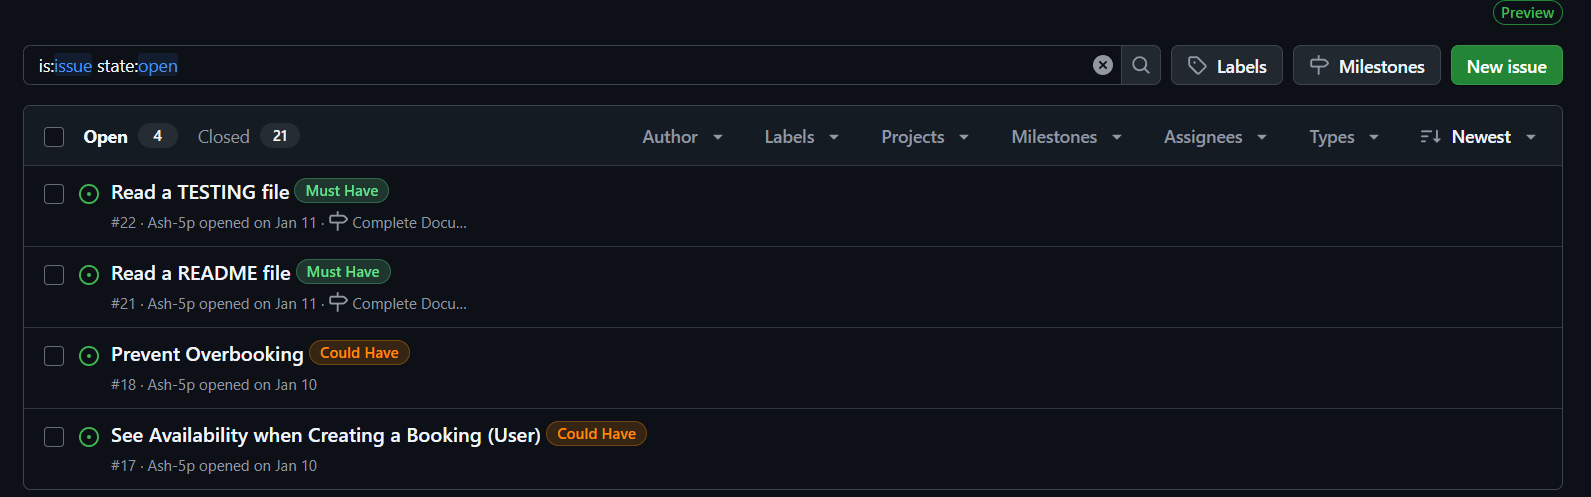 Preview
is:issue state:open
Labels
Milestones
New issue
Open 4 Closed 21 Author Labels Projects Milestones Assignees Types Newest
Read a TESTING file Must Have
#22 · Ash-5p opened on Jan 11 · Complete Docu...
Read a README file Must Have
#21 · Ash-5p opened on Jan 11 · Complete Docu...
Prevent Overbooking Could Have
#18 · Ash-5p opened on Jan 10
See Availability when Creating a Booking (User) Could Have
#17 · Ash-5p opened on Jan 10